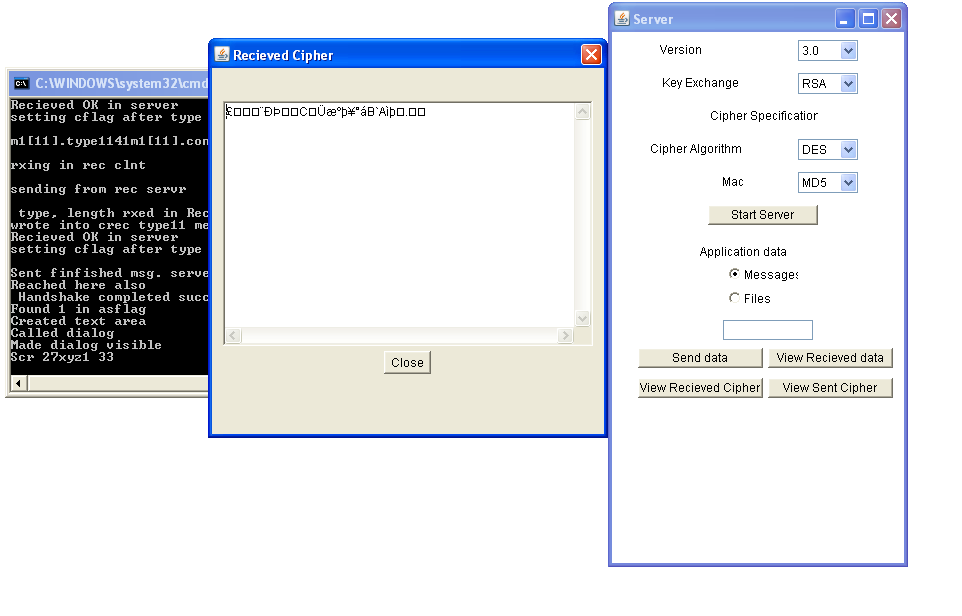 C:\WINDOWS\system32\cmd
Recieved OK in server
setting cflag after type
m1[11].type1141m1[11].con
rxing in rec clnt
sending from rec servr
type, length rxed in Rec
wrote into crec type11 me
Recieved OK in server
setting cflag after type
Sent finfished msg. serve
Reached here also
Handshake completed succ
Found 1 in asflag
Created text area
Called dialog
Made dialog visible
Scr 27xyz1 33
Recieved Cipher
Close
Server
Version 3.0
Key Exchange RSA
Cipher Specification
Cipher Algorithm DES
Mac MD5
Start Server
Application data
Messages
Files
Send data View Recieved data
View Recieved Cipher View Sent Cipher